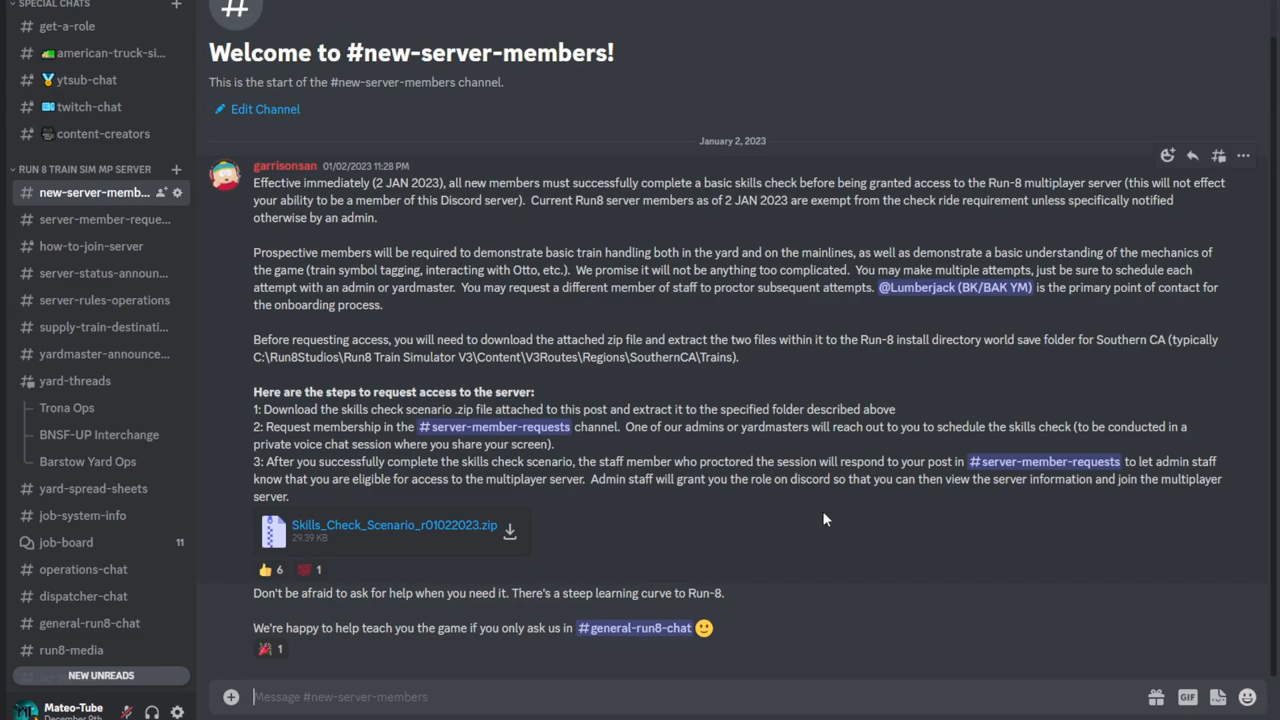 SPECIAL CHATS
get-a-role
american-truck-si...
ytsub-chat
twitch-chat
content-creators
RUN 8 TRAIN SIM MP SERVER
new-server-memb...
server-member-reque...
how-to-join-server
server-status-announ...
server-rules-operations
supply-train-destinati...
yardmaster-announce...
yard-threads
Trona Ops
BNSF-UP Interchange
Barstow Yard Ops
yard-spread-sheets
job-system-info
job-board 11
operations-chat
dispatcher-chat
general-run8-chat
run8-media
NEW UNREADS
Mateo-Tube
Welcome to #new-server-members!
This is the start of the #new-server-members channel.
Edit Channel
January 2, 2023
garrisonsan 01/02/2023 11:28 PM
Effective immediately (2 JAN 2023), all new members must successfully complete a basic skills check before being granted access to the Run-8 multiplayer server (this will not effect
your ability to be a member of this Discord server). Current Run8 server members as of 2 JAN 2023 are exempt from the check ride requirement unless specifically notified
otherwise by an admin.
Prospective members will be required to demonstrate basic train handling both in the yard and on the mainlines, as well as demonstrate a basic understanding of the mechanics of
the game (train symbol tagging, interacting with Otto, etc.). We promise it will not be anything too complicated. You may make multiple attempts, just be sure to schedule each
attempt with an admin or yardmaster. You may request a different member of staff to proctor subsequent attempts. @Lumberjack (BK/BAK YM) is the primary point of contact for
the onboarding process.
Before requesting access, you will need to download the attached zip file and extract the two files within it to the Run-8 install directory world save folder for Southern CA (typically
C:\Run8Studios\Run8 Train Simulator V3\Content\V3Routes\Regions\SouthernCA\Trains).
Here are the steps to request access to the server:
1: Download the skills check scenario .zip file attached to this post and extract it to the specified folder described above
2: Request membership in the #server-member-requests channel. One of our admins or yardmasters will reach out to you to schedule the skills check (to be conducted in a
private voice chat session where you share your screen).
3: After you successfully complete the skills check scenario, the staff member who proctored the session will respond to your post in #server-member-requests to let admin staff
know that you are eligible for access to the multiplayer server. Admin staff will grant you the role on discord so that you can then view the server information and join the multiplayer
server.
Skills_Check_Scenario_r01022023.zip
29.39 KB
6 1
Don't be afraid to ask for help when you need it. There's a steep learning curve to Run-8.
We're happy to help teach you the game if you only ask us in #general-run8-chat
1
Message #new-server-members
GIF